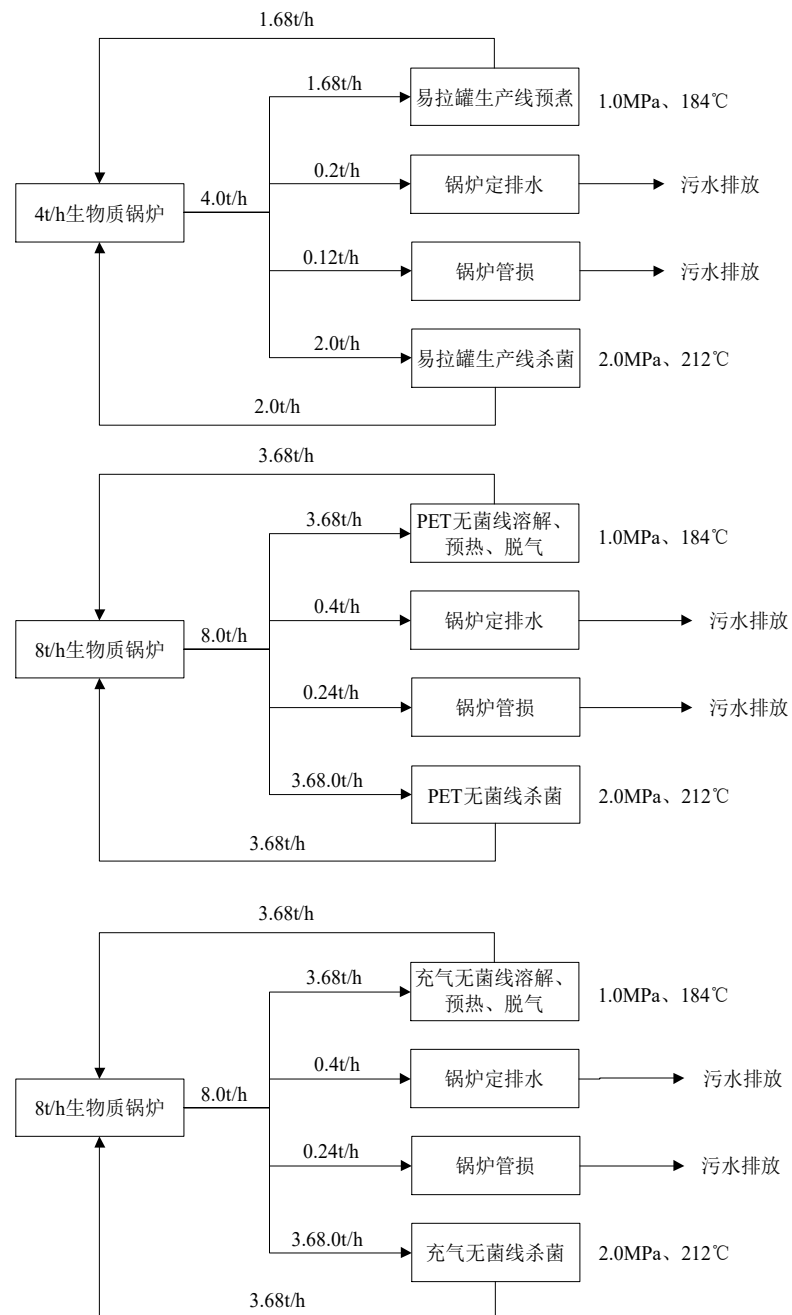 1.68t/h
1.68t/h
易拉罐生产线预煮
1.0MPa、184℃
0.2t/h
锅炉定排水
污水排放
4t/h生物质锅炉
4.0t/h
0.12t/h
锅炉管损
污水排放
2.0t/h
易拉罐生产线杀菌
2.0MPa、212℃
2.0t/h
3.68t/h
3.68t/h
PET无菌线溶解、
预热、脱气
1.0MPa、184℃
0.4t/h
锅炉定排水
污水排放
8t/h生物质锅炉
8.0t/h
0.24t/h
锅炉管损
污水排放
3.68.0t/h
PET无菌线杀菌
2.0MPa、212℃
3.68t/h
3.68t/h
3.68t/h
充气无菌线溶解、
预热、脱气
1.0MPa、184℃
0.4t/h
锅炉定排水
污水排放
8t/h生物质锅炉
8.0t/h
0.24t/h
锅炉管损
污水排放
3.68.0t/h
充气无菌线杀菌
2.0MPa、212℃
3.68t/h